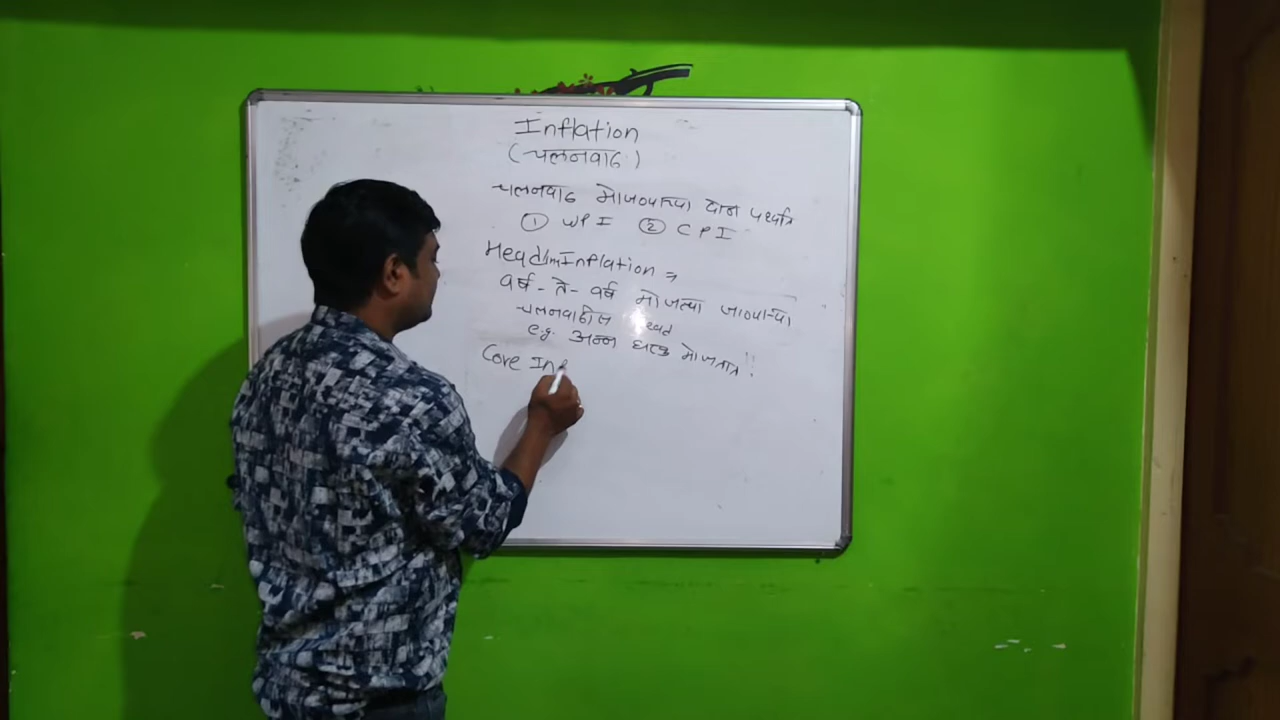 Inflation
(चलनवाढ)
चलनवाढ मोजण्याच्या दोन पध्दती
① WPI ② CPI
Headline Inflation ⇒
वर्ष - ते - वर्ष मोजल्या जाणाऱ्या
चलनवाढीस
e.g. अन्न घटक मोजतात !!
Core Inf